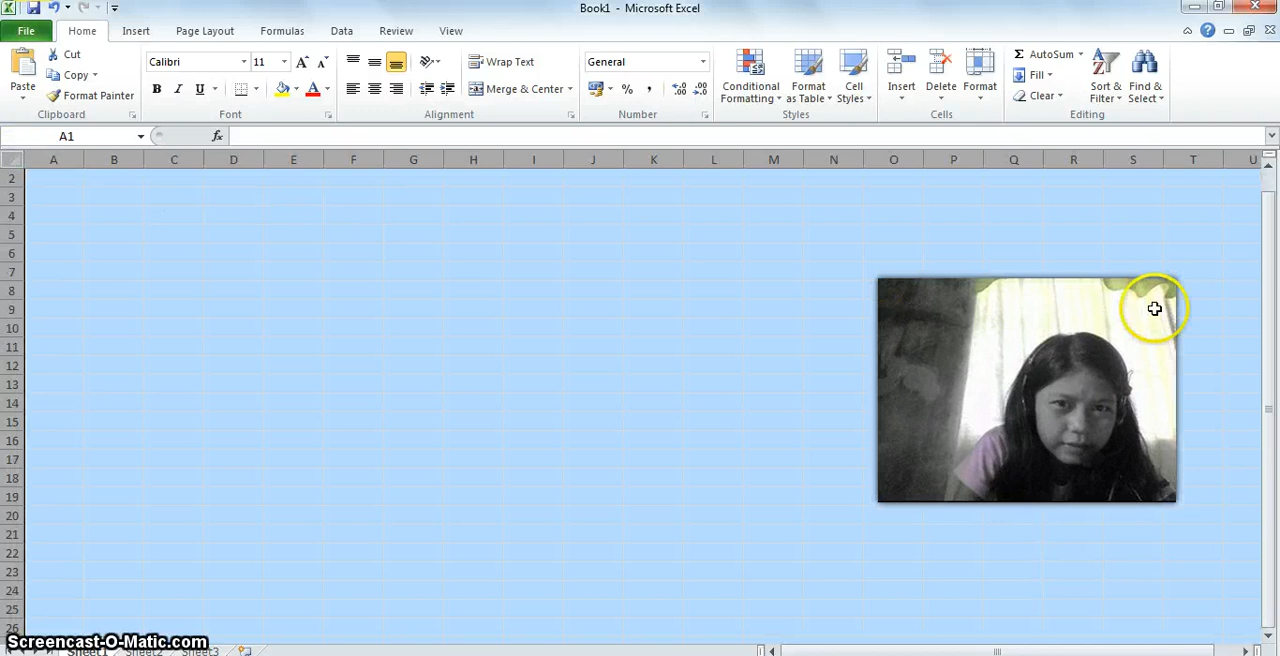 Book1 - Microsoft Excel
File Home Insert Page Layout Formulas Data Review View
Cut
Copy
Format Painter
Paste
Clipboard
Calibri 11
B I U A
Font
Wrap Text
Merge & Center
Alignment
General
% ,
Number
Conditional Formatting
Format as Table
Cell Styles
Styles
Insert Delete Format
Cells
Σ AutoSum
Fill
Clear
Sort & Filter
Find & Select
Editing
A1 fx
A B C D E F G H I J K L M N O P Q R S T U
2
3
4
5
6
7
8
9
10
11
12
13
14
15
16
17
18
19
20
21
22
23
24
25
26
Screencast-O-Matic.com
Sheet1 Sheet2 Sheet3